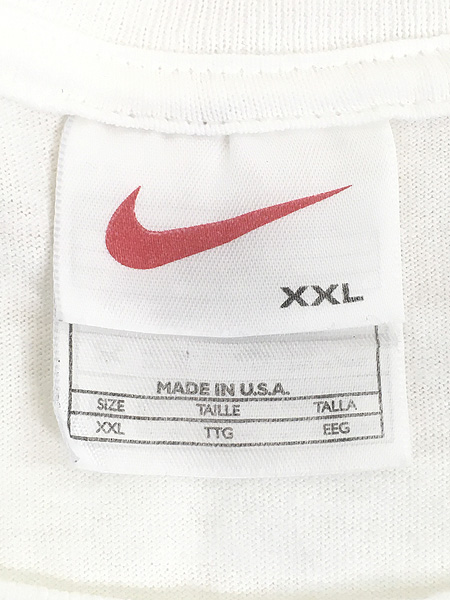 XXL
MADE IN U.S.A.
SIZE TAILLE TALLA
XXL TTG EEG